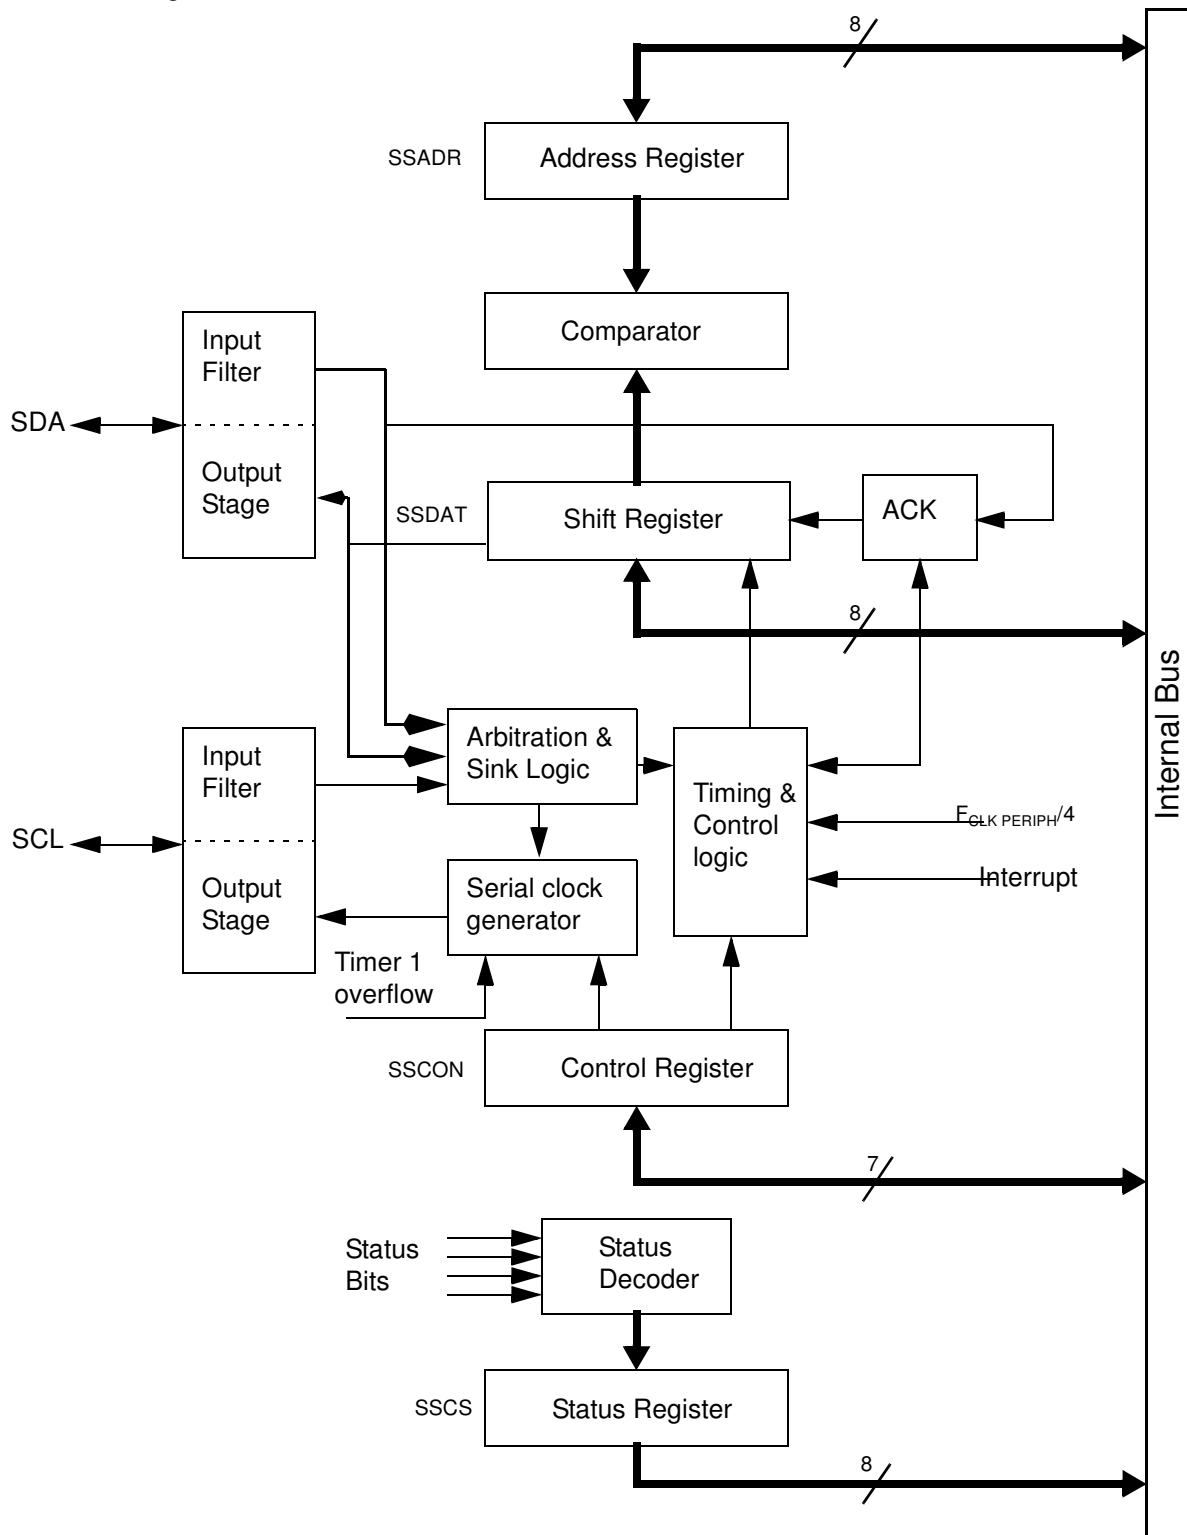 8
SSADR
Address Register
Comparator
Input
Filter
SDA
Output
Stage
SSDAT
Shift Register
ACK
8
Internal Bus
Input
Filter
Arbitration &
Sink Logic
Timing &
Control
logic
FCLK PERIPH/4
SCL
Interrupt
Output
Stage
Serial clock
generator
Timer 1
overflow
SSCON
Control Register
7
Status
Bits
Status
Decoder
SSCS
Status Register
8